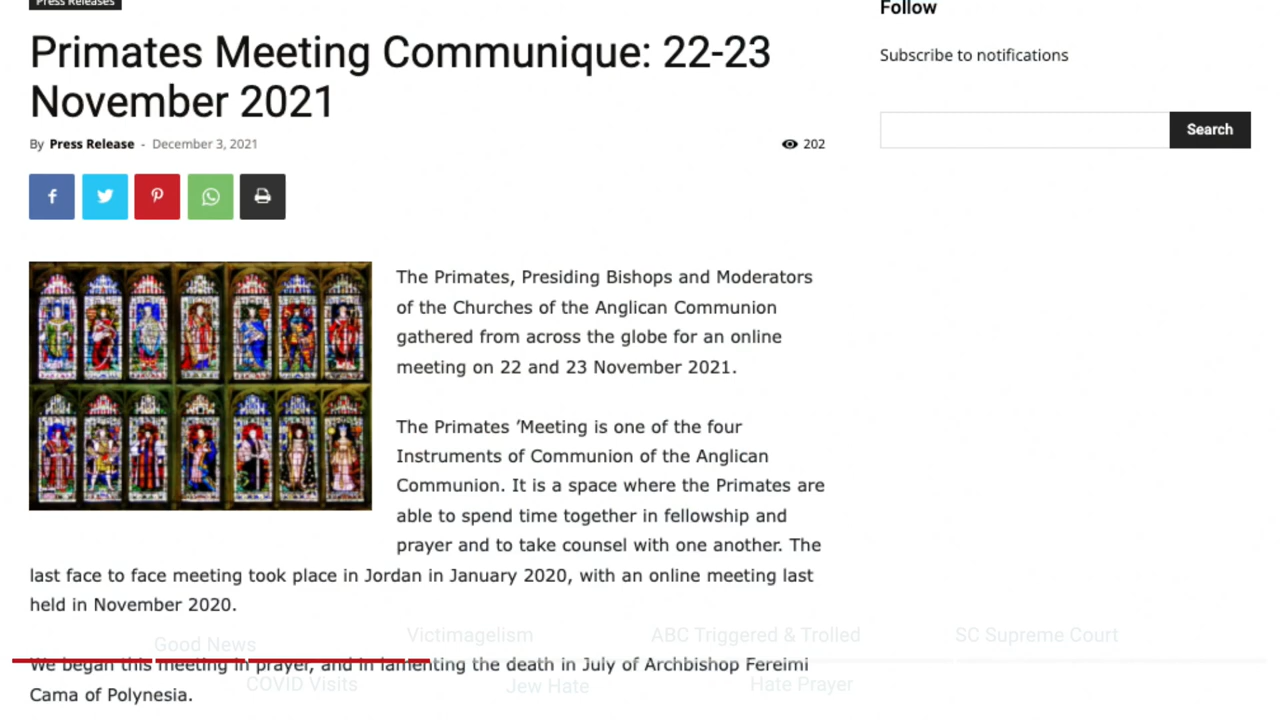 Press Releases
Follow
Primates Meeting Communique: 22-23
November 2021
Subscribe to notifications
Search
By Press Release - December 3, 2021
202
The Primates, Presiding Bishops and Moderators
of the Churches of the Anglican Communion
gathered from across the globe for an online
meeting on 22 and 23 November 2021.
The Primates ’Meeting is one of the four
Instruments of Communion of the Anglican
Communion. It is a space where the Primates are
able to spend time together in fellowship and
prayer and to take counsel with one another. The
last face to face meeting took place in Jordan in January 2020, with an online meeting last
held in November 2020.
Good News
Victimagelism
ABC Triggered & Trolled
SC Supreme Court
We began this meeting in prayer, and in lamenting the death in July of Archbishop Fereimi
Cama of Polynesia.
COVID Visits
Jew Hate
Hate Prayer